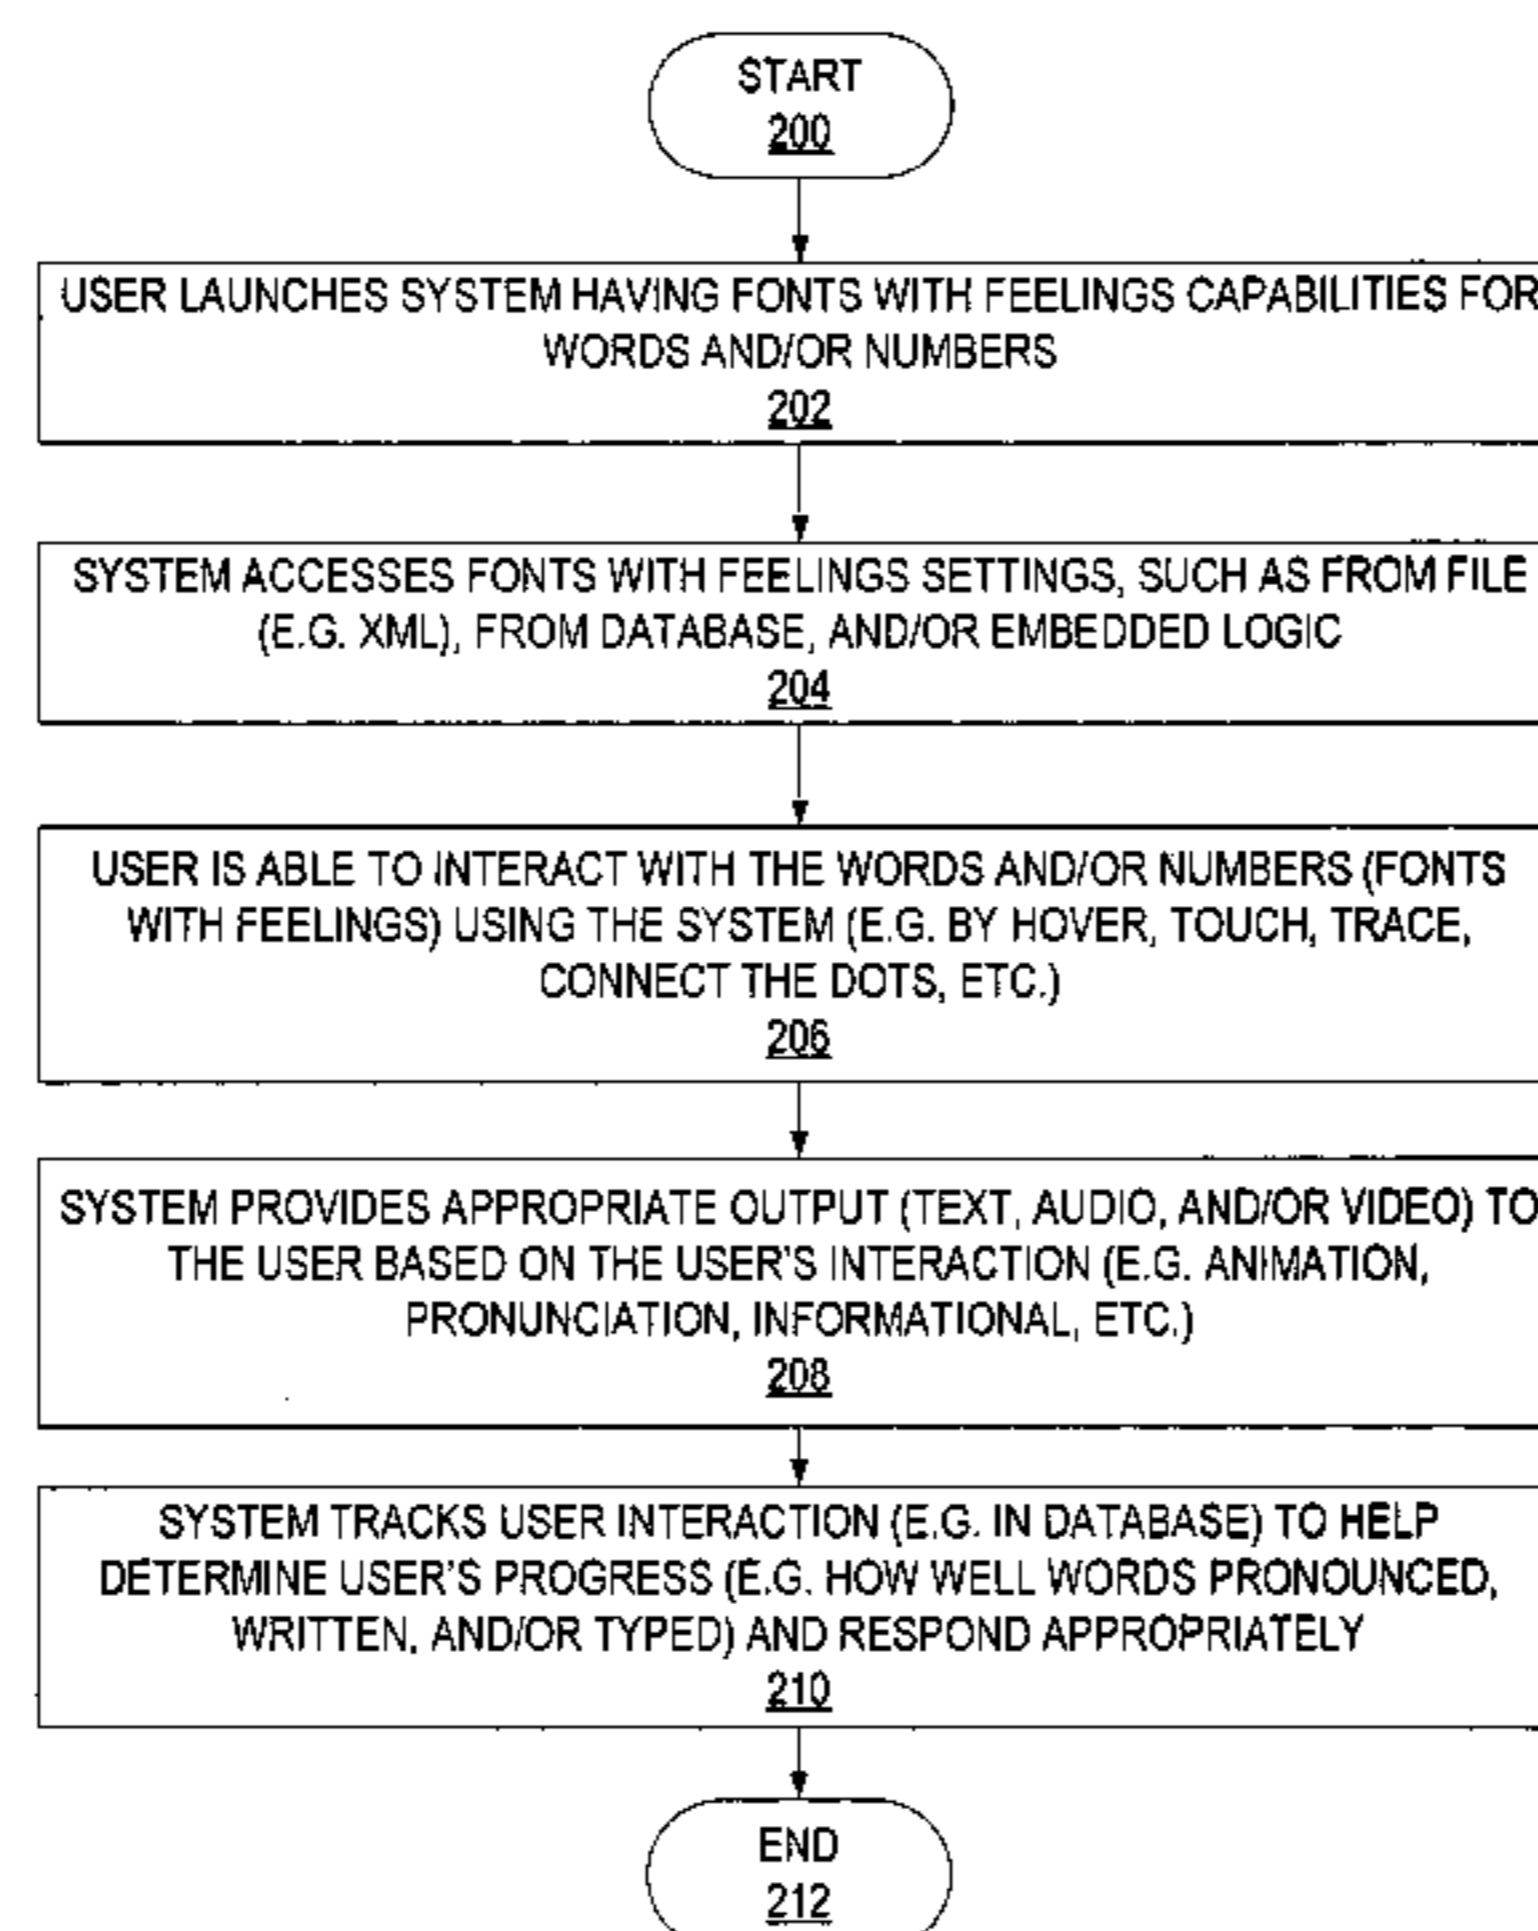 START
200
USER LAUNCHES SYSTEM HAVING FONTS WITH FEELINGS CAPABILITIES FOR
WORDS AND/OR NUMBERS
202
SYSTEM ACCESSES FONTS WITH FEELINGS SETTINGS, SUCH AS FROM FILE
(E.G. XML), FROM DATABASE, AND/OR EMBEDDED LOGIC
204
USER IS ABLE TO INTERACT WITH THE WORDS AND/OR NUMBERS (FONTS
WITH FEELINGS) USING THE SYSTEM (E.G. BY HOVER, TOUCH, TRACE,
CONNECT THE DOTS, ETC.)
206
SYSTEM PROVIDES APPROPRIATE OUTPUT (TEXT, AUDIO, AND/OR VIDEO) TO
THE USER BASED ON THE USER'S INTERACTION (E.G. ANIMATION,
PRONUNCIATION, INFORMATIONAL, ETC.)
208
SYSTEM TRACKS USER INTERACTION (E.G. IN DATABASE) TO HELP
DETERMINE USER'S PROGRESS (E.G. HOW WELL WORDS PRONOUNCED,
WRITTEN, AND/OR TYPED) AND RESPOND APPROPRIATELY
210
END
212